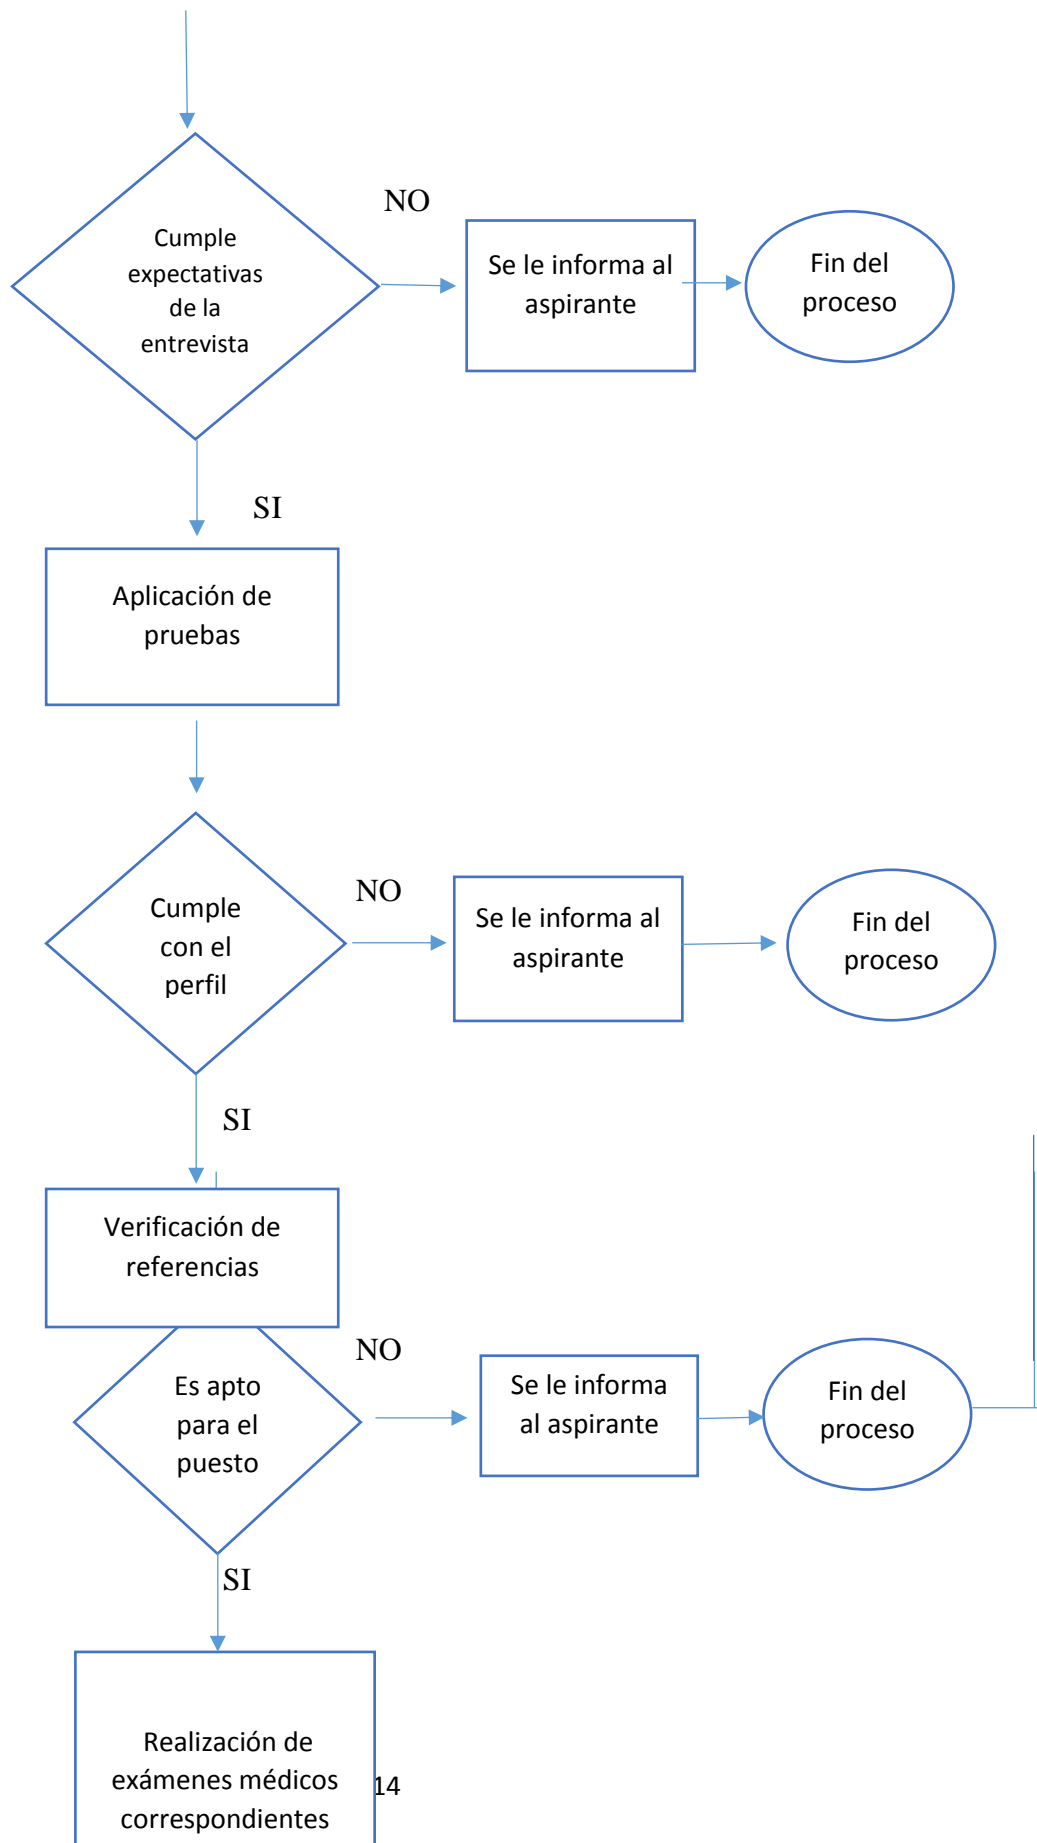 NO
Cumple
expectativas
de la
entrevista
Se le informa al
aspirante
Fin del
proceso
SI
Aplicación de
pruebas
NO
Cumple
con el
perfil
Se le informa al
aspirante
Fin del
proceso
SI
Verificación de
referencias
NO
Es apto
para el
puesto
Se le informa
al aspirante
Fin del
proceso
SI
Realización de
exámenes médicos
correspondientes
14